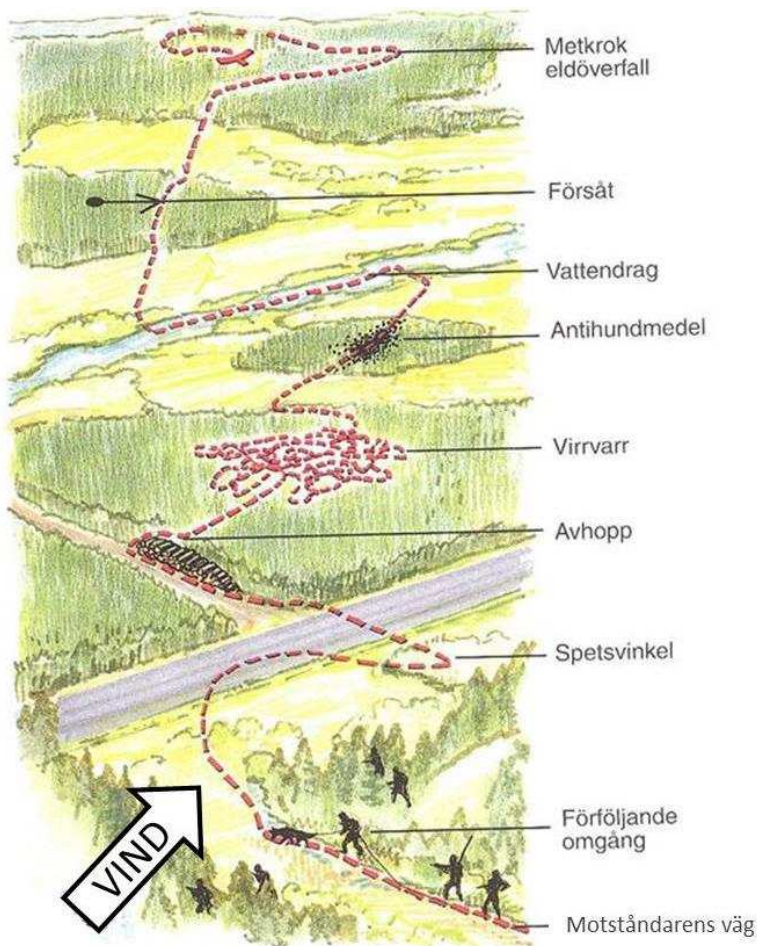 Metkrok
eldöverfall
Försåt
Vattendrag
Antihundmedel
Virrvarr
Avhopp
Spetsvinkel
VIND
Förföljande
omgång
Motståndarens väg